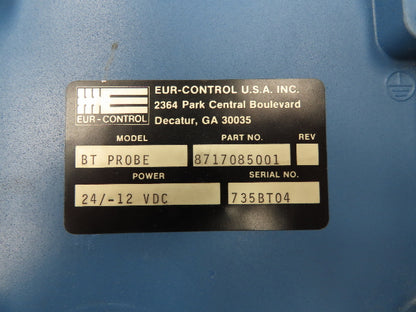 EUR-CONTROL U.S.A. INC.
2364 Park Central Boulevard
Decatur, GA 30035
EUR-CONTROL
MODEL PART NO. REV
BT PROBE 8717085001
POWER SERIAL NO.
24/-12 VDC 735BT04